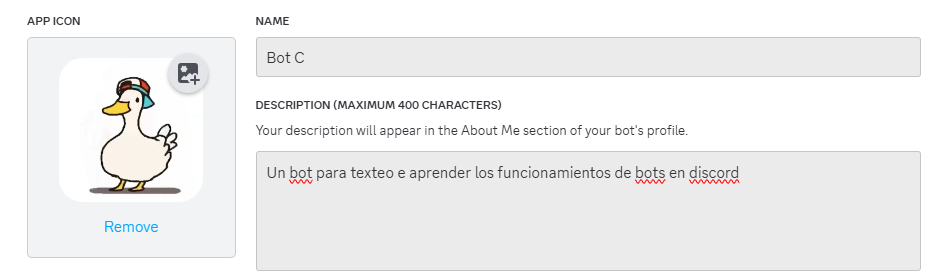 APP ICON
NAME
Bot C
DESCRIPTION (MAXIMUM 400 CHARACTERS)
Your description will appear in the About Me section of your bot's profile.
Un bot para texteo e aprender los funcionamientos de bots en discord
Remove